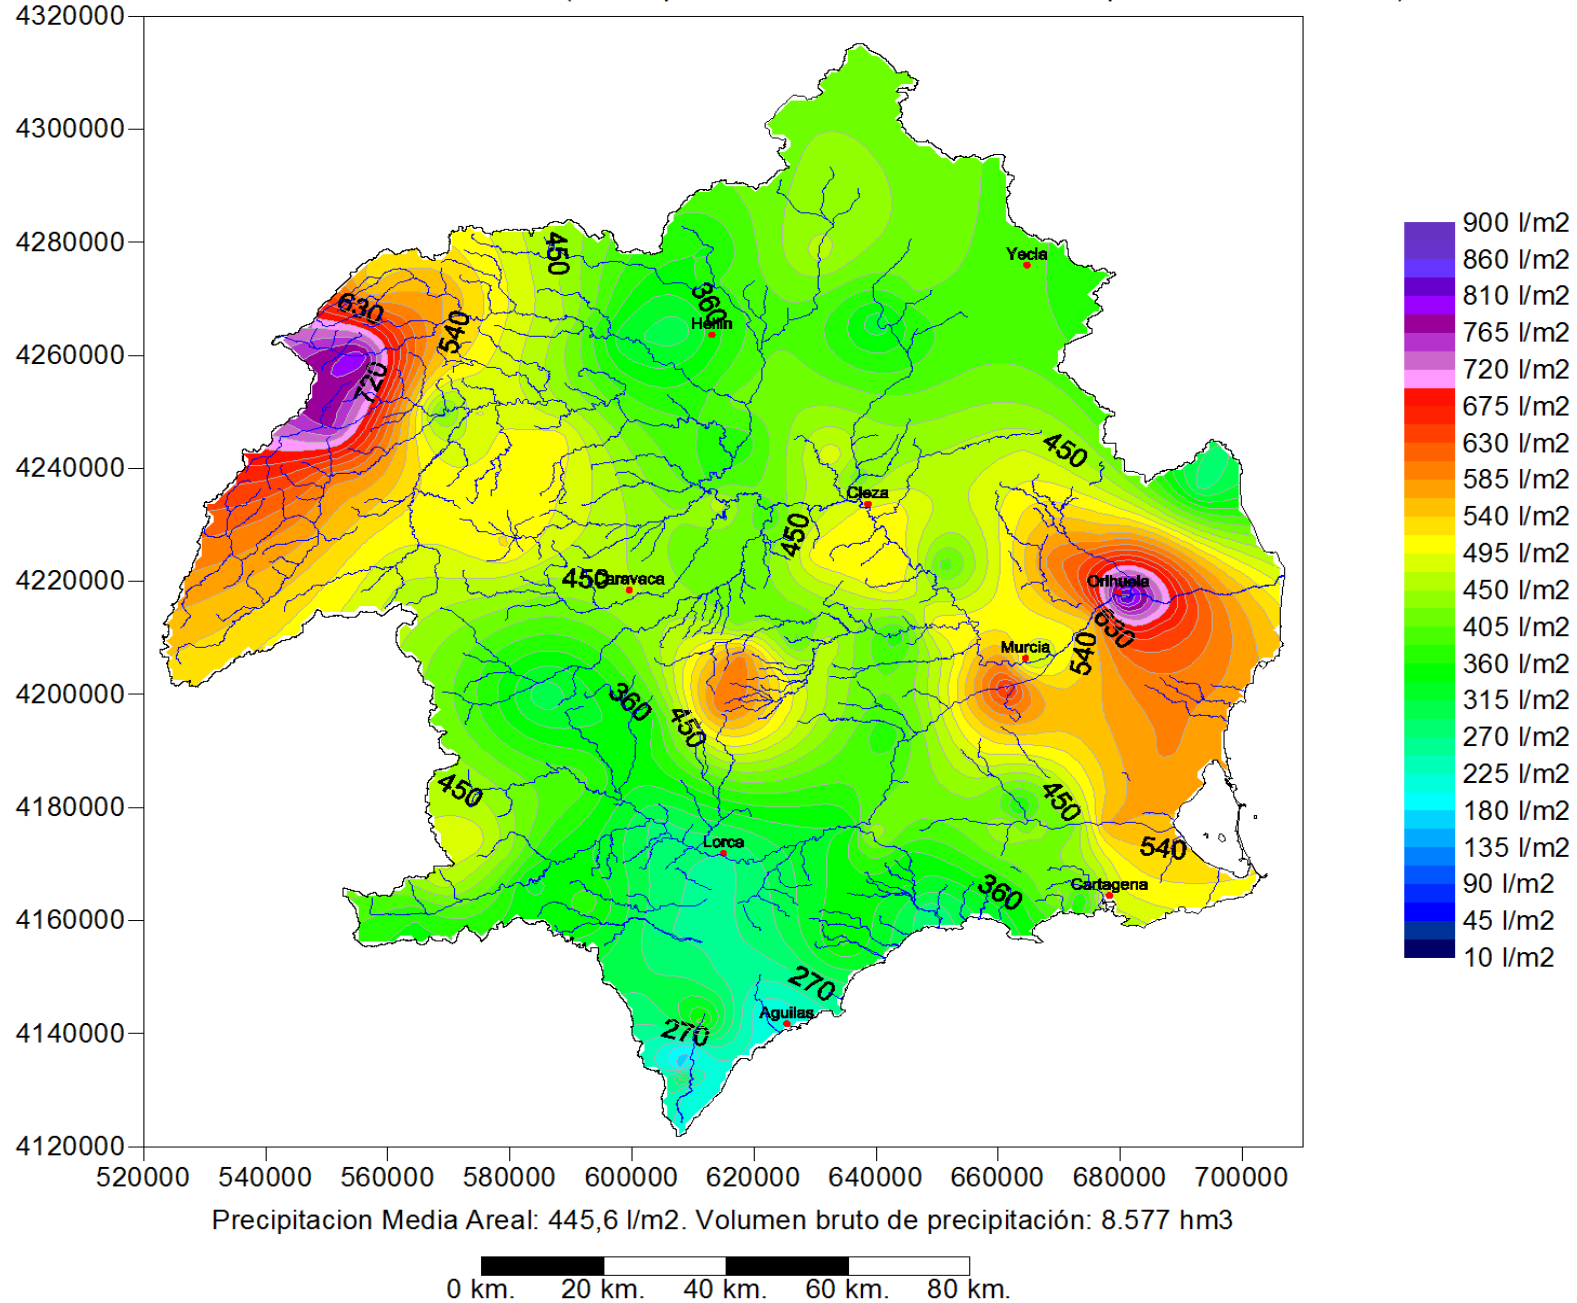 4320000
4300000
4280000
4260000
4240000
4220000
4200000
4180000
4160000
4140000
4120000
520000 540000 560000 580000 600000 620000 640000 660000 680000 700000
Yecla
450
360
Hellin
630
540
720
450
Cieza
450
450
Caravaca
Orihuela
630
540
Murcia
360
450
450
450
540
Lorca
360
Cartagena
270
Aguilas
270
900 l/m2
860 l/m2
810 l/m2
765 l/m2
720 l/m2
675 l/m2
630 l/m2
585 l/m2
540 l/m2
495 l/m2
450 l/m2
405 l/m2
360 l/m2
315 l/m2
270 l/m2
225 l/m2
180 l/m2
135 l/m2
90 l/m2
45 l/m2
10 l/m2
Precipitacion Media Areal: 445,6 l/m2. Volumen bruto de precipitación: 8.577 hm3
0 km. 20 km. 40 km. 60 km. 80 km.